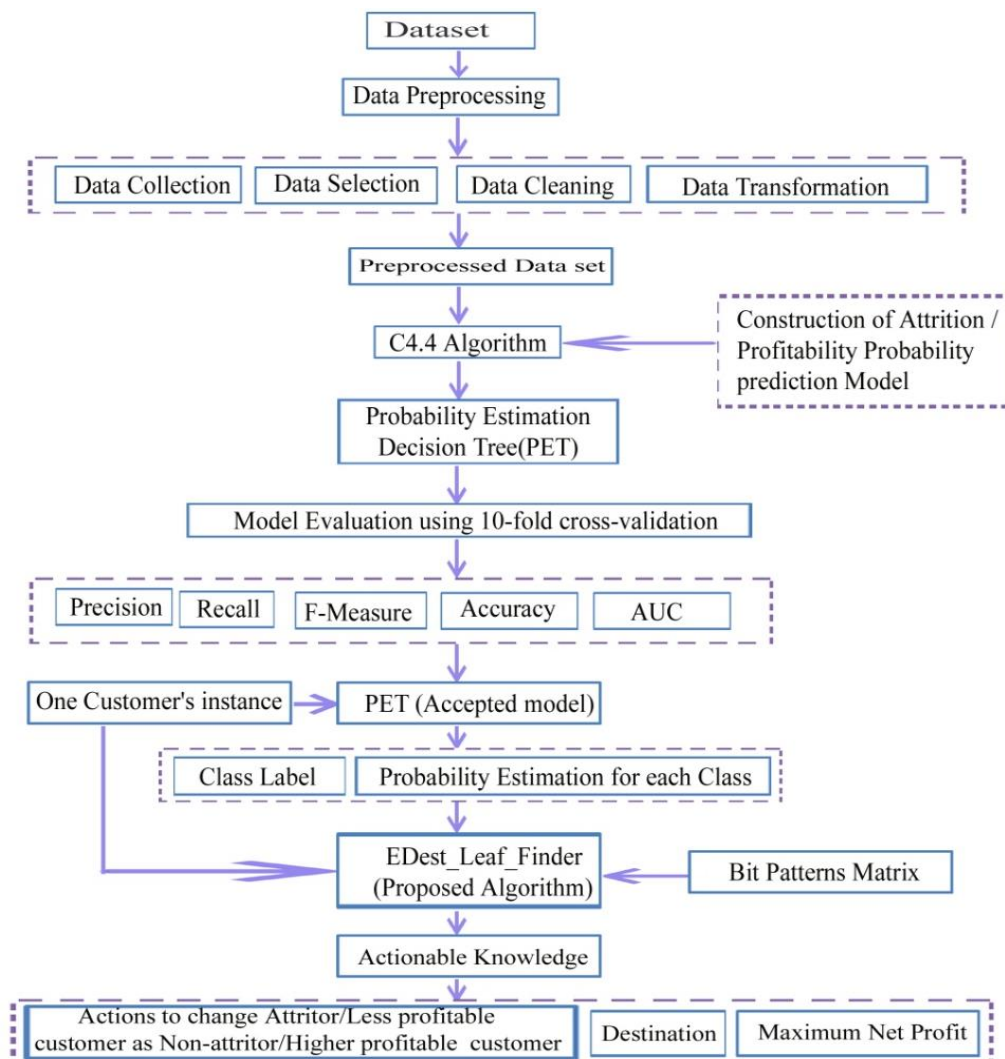 Dataset
Data Preprocessing
Data Collection
Data Selection
Data Cleaning
Data Transformation
Preprocessed Data set
C4.4 Algorithm
Construction of Attrition /
Profitability Probability
prediction Model
Probability Estimation
Decision Tree(PET)
Model Evaluation using 10-fold cross-validation
Precision
Recall
F-Measure
Accuracy
AUC
One Customer's instance
PET (Accepted model)
Class Label
Probability Estimation for each Class
EDest_Leaf_Finder
(Proposed Algorithm)
Bit Patterns Matrix
Actionable Knowledge
Actions to change Attritor/Less profitable
customer as Non-attritor/Higher profitable customer
Destination
Maximum Net Profit